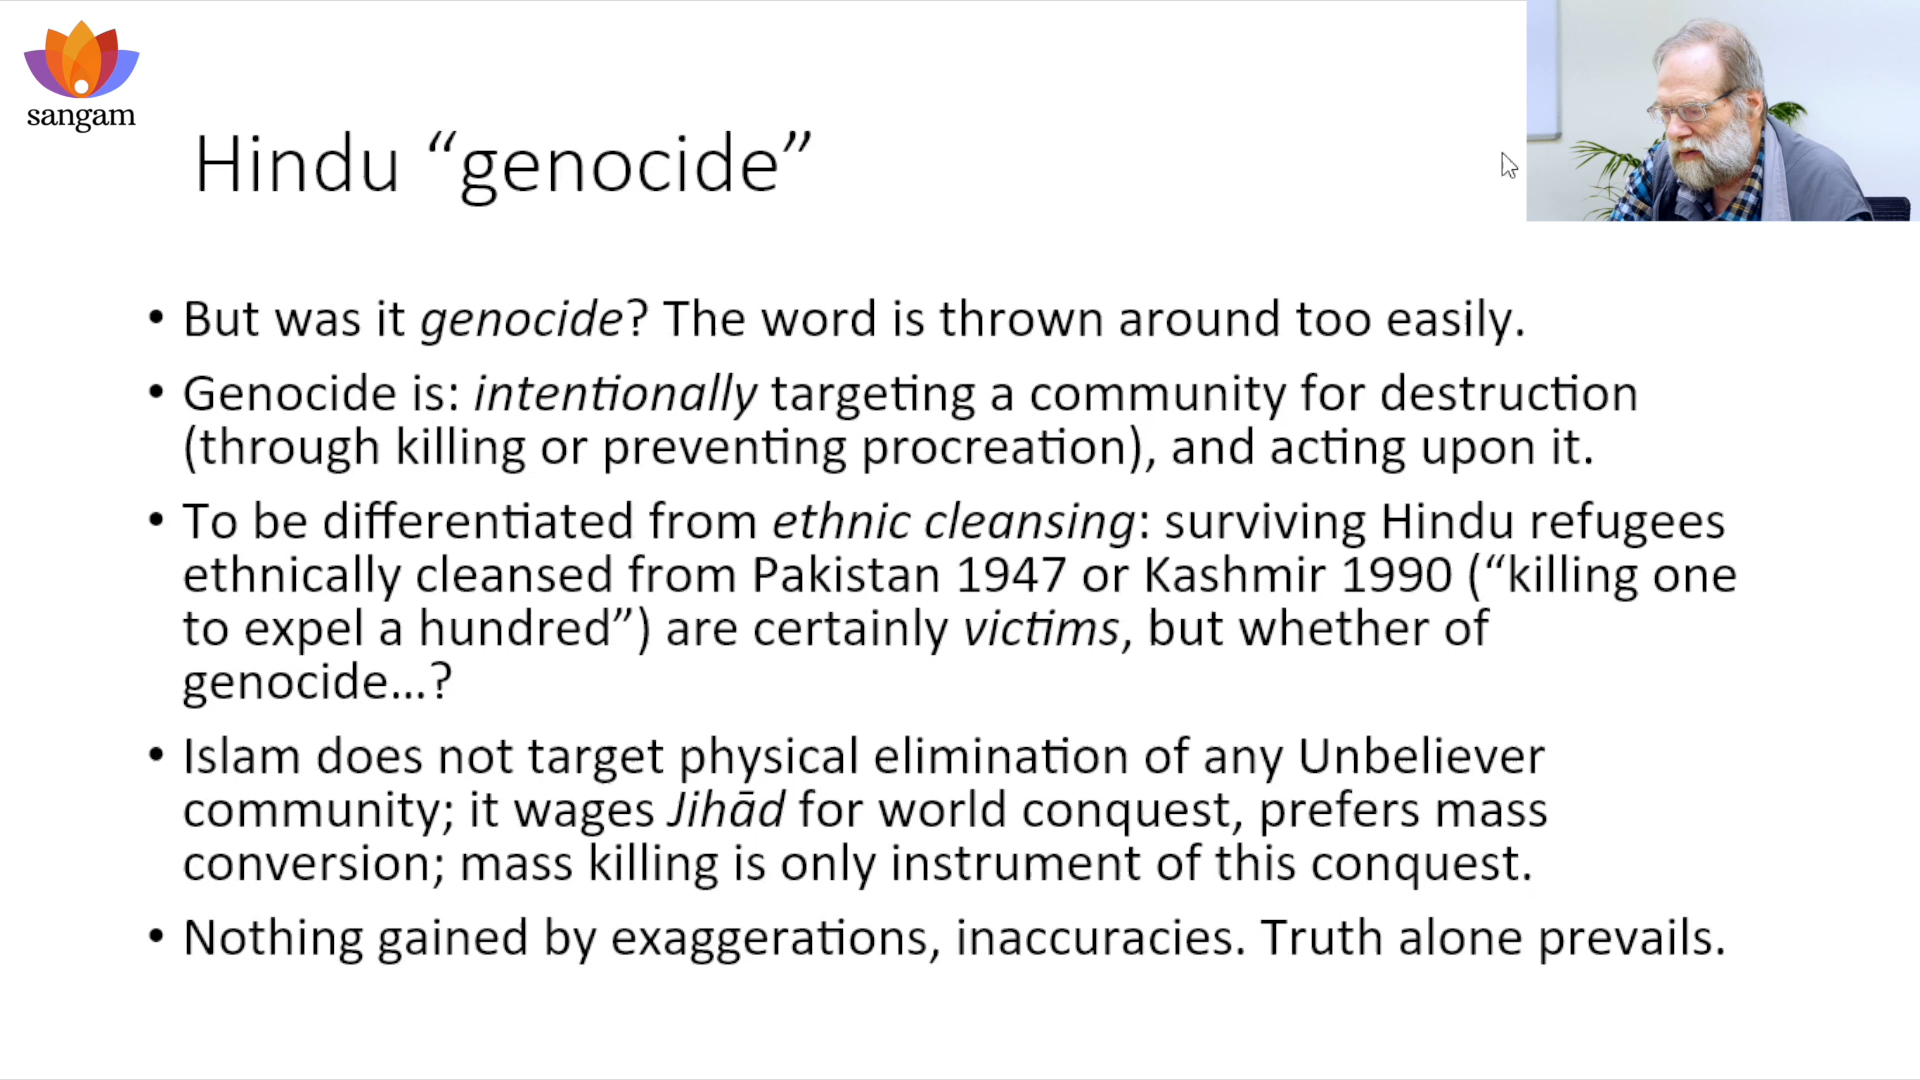 sangam
Hindu “genocide”
• But was it genocide? The word is thrown around too easily.
• Genocide is: intentionally targeting a community for destruction
(through killing or preventing procreation), and acting upon it.
• To be differentiated from ethnic cleansing: surviving Hindu refugees
ethnically cleansed from Pakistan 1947 or Kashmir 1990 (“killing one
to expel a hundred”) are certainly victims, but whether of
genocide…?
• Islam does not target physical elimination of any Unbeliever
community; it wages Jihād for world conquest, prefers mass
conversion; mass killing is only instrument of this conquest.
• Nothing gained by exaggerations, inaccuracies. Truth alone prevails.